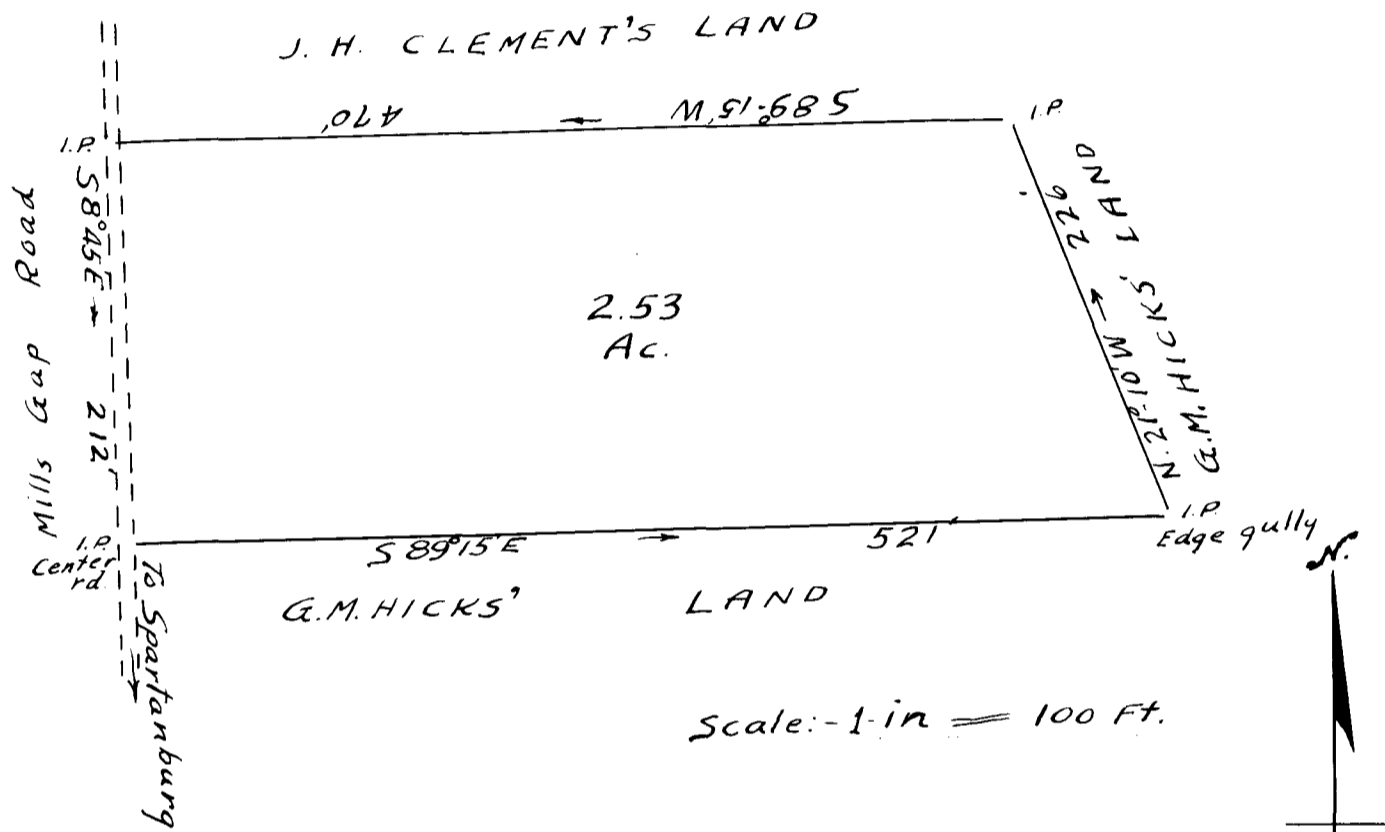 J. H. CLEMENT'S LAND
S 89°-15' W ← 470'
I.P.
I.P.
Mills Gap Road
S 8° 45 E → 212'
2.53
Ac.
N. 21°-10' W → 226'
G.M. HICKS' LAND
I.P.
Center
rd.
S 89° 15' E → 521'
I.P.
Edge gully
G.M. HICKS' LAND
To Spartanburg
N.
Scale:- 1-in = 100 Ft.